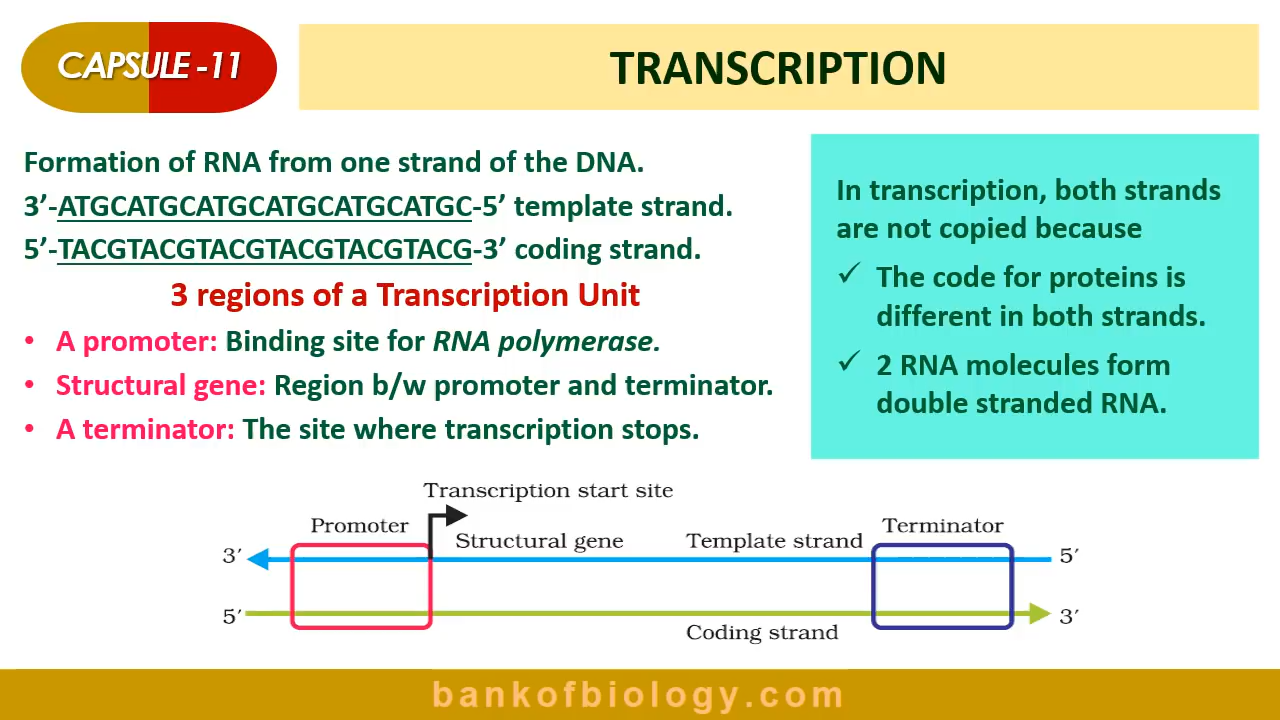 CAPSULE -11
TRANSCRIPTION
Formation of RNA from one strand of the DNA.
3’-ATGCATGCATGCATGCATGCATGC-5’ template strand.
5’-TACGTACGTACGTACGTACGTACG-3’ coding strand.
3 regions of a Transcription Unit
• A promoter: Binding site for RNA polymerase.
• Structural gene: Region b/w promoter and terminator.
• A terminator: The site where transcription stops.
In transcription, both strands
are not copied because
✓ The code for proteins is
different in both strands.
✓ 2 RNA molecules form
double stranded RNA.
Transcription start site
Promoter
Terminator
Structural gene
Template strand
3′
5′
5′
3′
Coding strand
bankofbiology.com